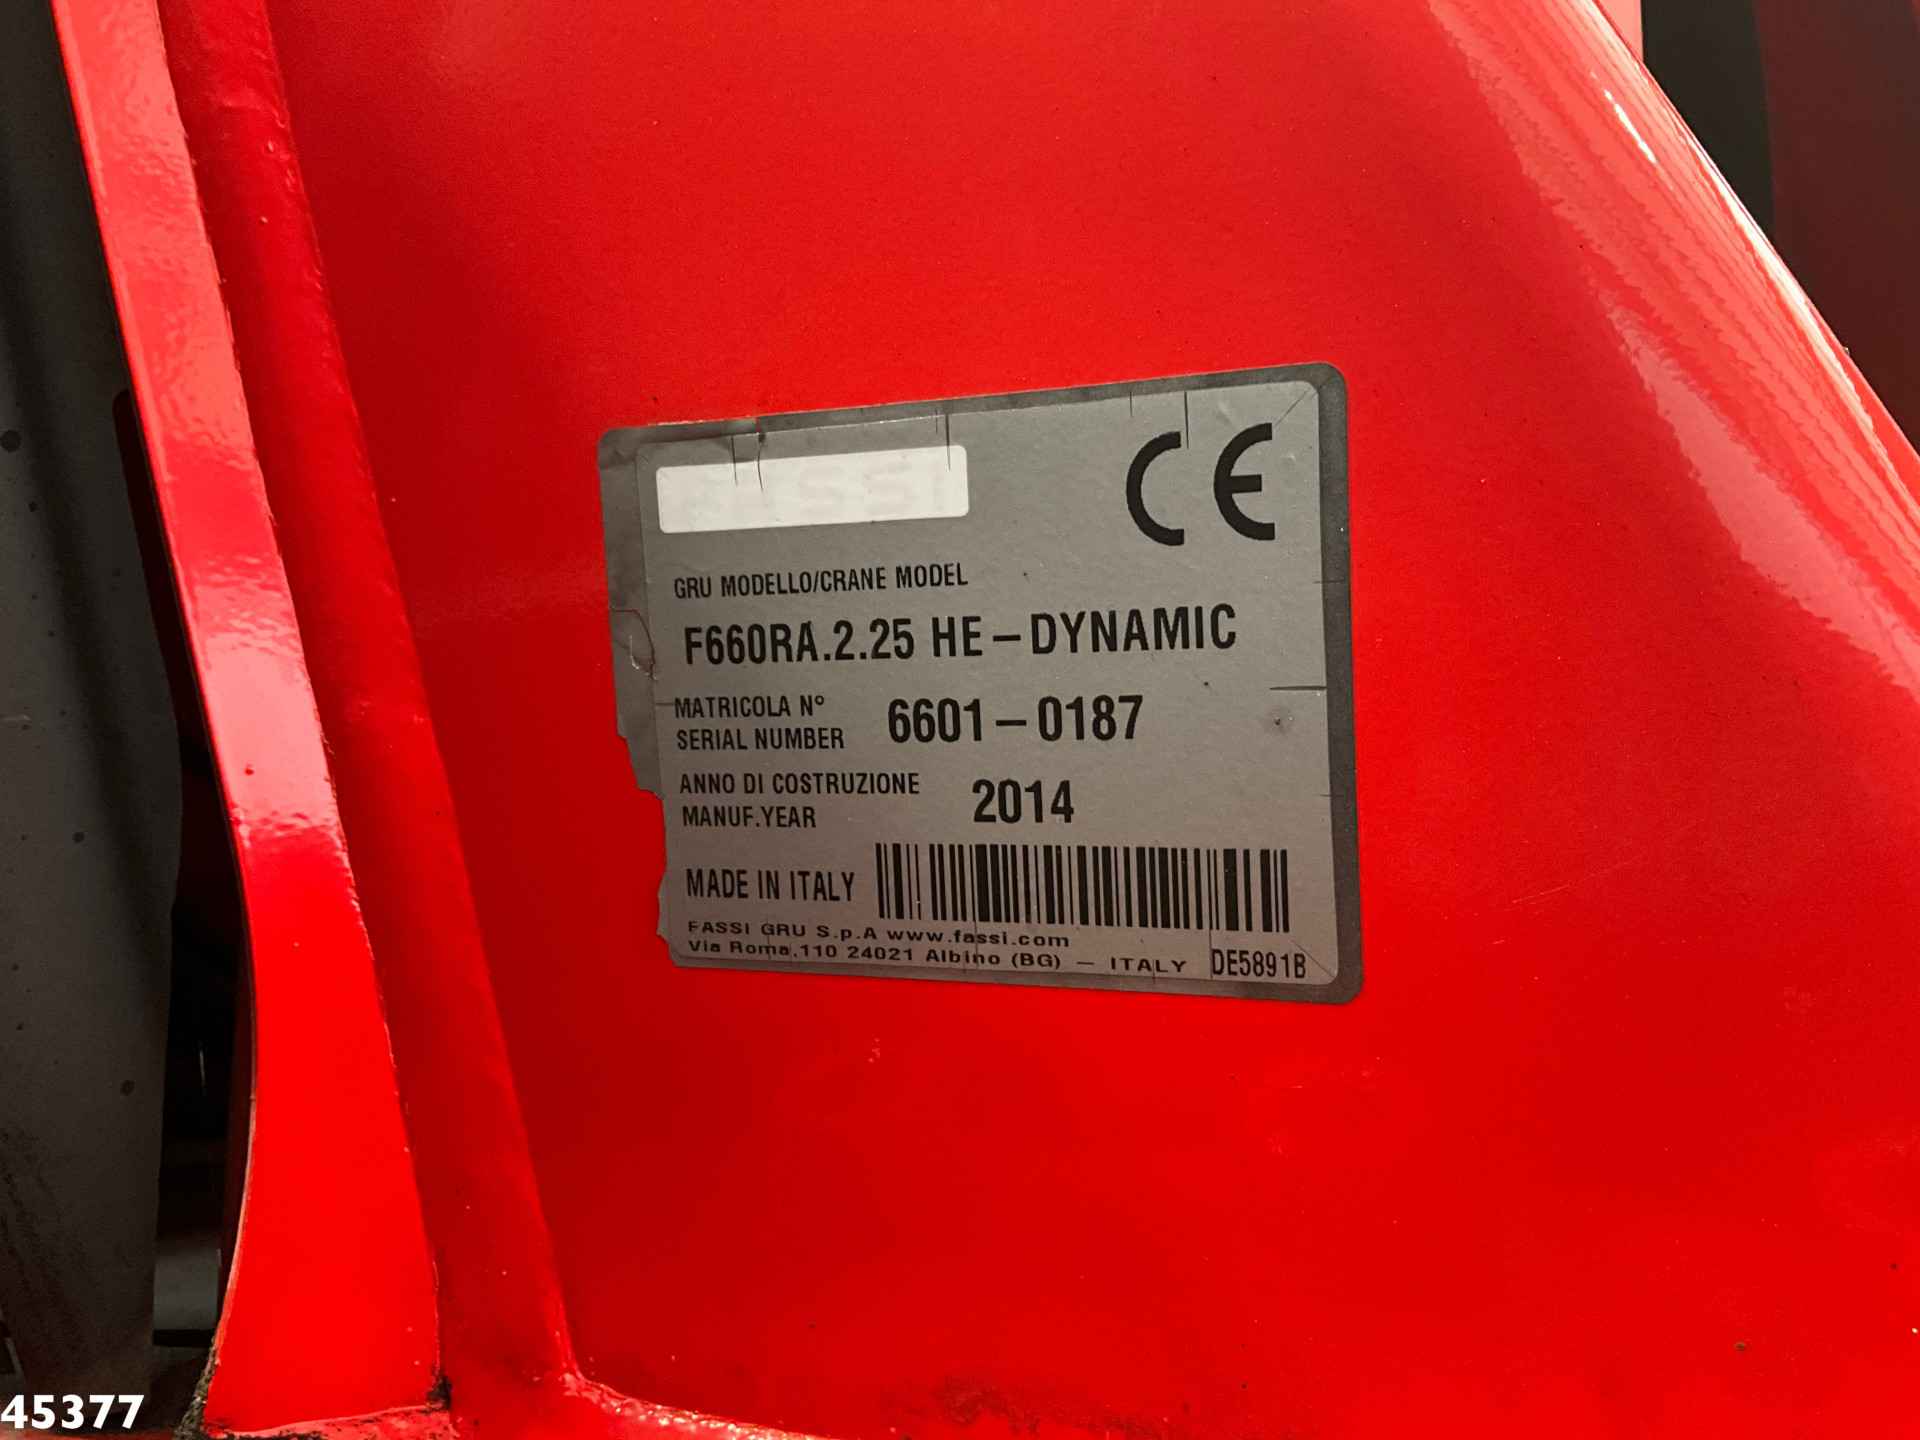 FASSI
CE
GRU MODELLO/CRANE MODEL
F660RA.2.25 HE-DYNAMIC
MATRICOLA N°
SERIAL NUMBER 6601-0187
ANNO DI COSTRUZIONE
MANUF.YEAR 2014
MADE IN ITALY
FASSI GRU S.p.A www.fassi.com
Via Roma,110 24021 Albino (BG) - ITALY DE5891B
45377